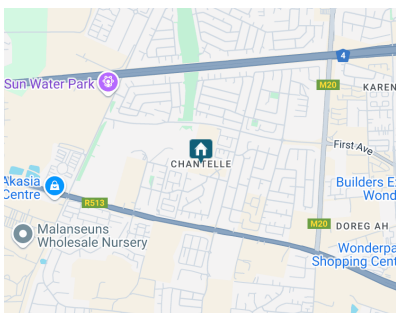 4
Sun Water Park
M20
KAREN
First Ave
CHANTELLE
Akasia
Centre
Builders E
Wond
R513
M20
DOREG AH
Malanseuns
Wholesale Nursery
Wonderpa
Shopping Cent